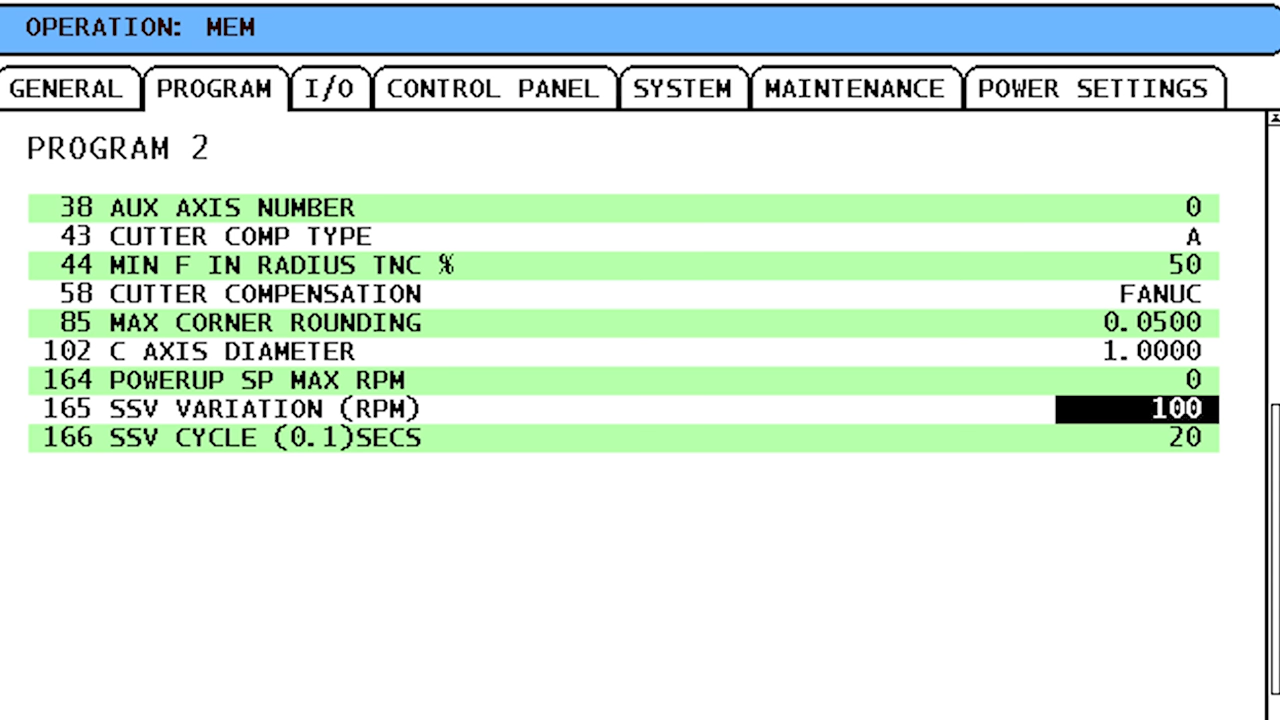 OPERATION: MEM
GENERAL PROGRAM I/O CONTROL PANEL SYSTEM MAINTENANCE POWER SETTINGS
PROGRAM 2
38 AUX AXIS NUMBER 0
43 CUTTER COMP TYPE A
44 MIN F IN RADIUS TNC % 50
58 CUTTER COMPENSATION FANUC
85 MAX CORNER ROUNDING 0.0500
102 C AXIS DIAMETER 1.0000
164 POWERUP SP MAX RPM 0
165 SSV VARIATION (RPM) 100
166 SSV CYCLE (0.1)SECS 20